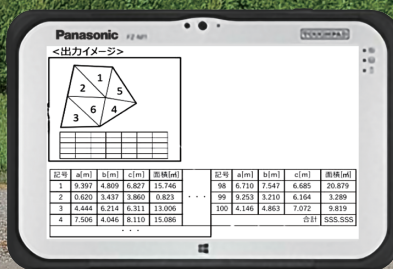 Panasonic FZ-M1
TOUGHPAD
<出力イメージ>
1
2
5
6
4
3
記号 a[m] b[m] c[m] 面積[㎡] 記号 a[m] b[m] c[m] 面積[㎡]
1 9.397 4.809 6.827 15.746 98 6.710 7.547 6.685 20.879
2 0.620 3.437 3.860 0.823 ・・・ 99 9.253 3.210 6.164 3.289
3 4.444 6.214 6.311 13.006 100 4.146 4.863 7.072 9.819
4 7.506 4.046 8.110 15.086 合計 SSS.SSS
・・・